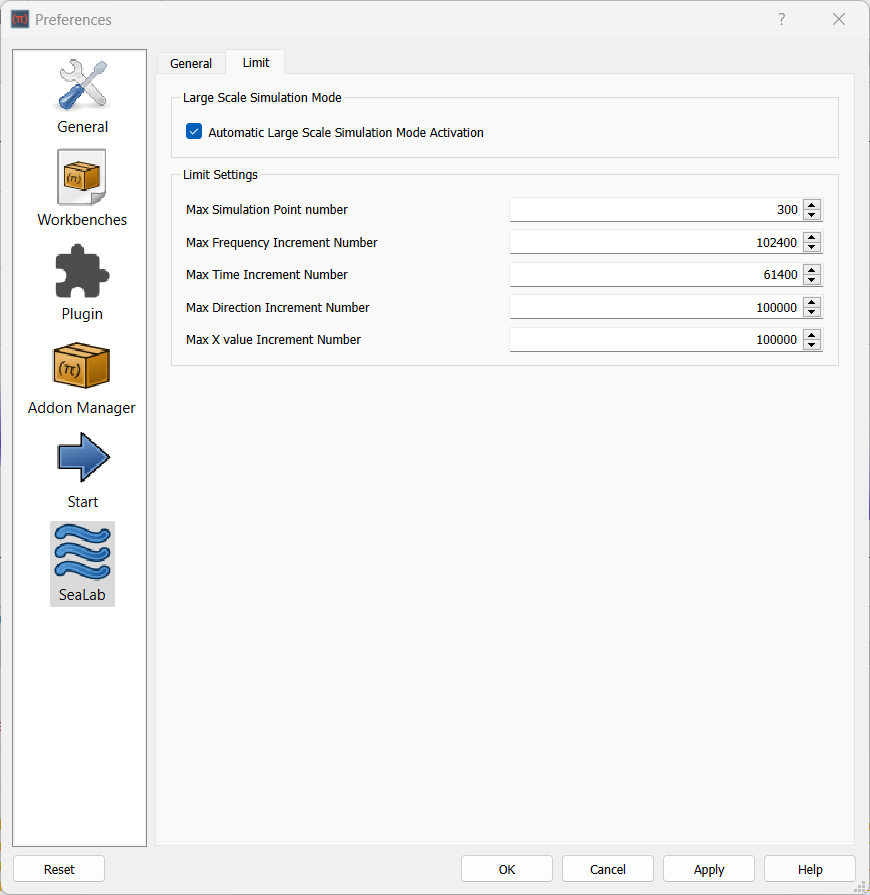 (π) Preferences
?
General
Workbenches
Plugin
(π)
Addon Manager
Start
SeaLab
General Limit
Large Scale Simulation Mode
Automatic Large Scale Simulation Mode Activation
Limit Settings
Max Simulation Point number 300
Max Frequency Increment Number 102400
Max Time Increment Number 61400
Max Direction Increment Number 100000
Max X value Increment Number 100000
Reset OK Cancel Apply Help